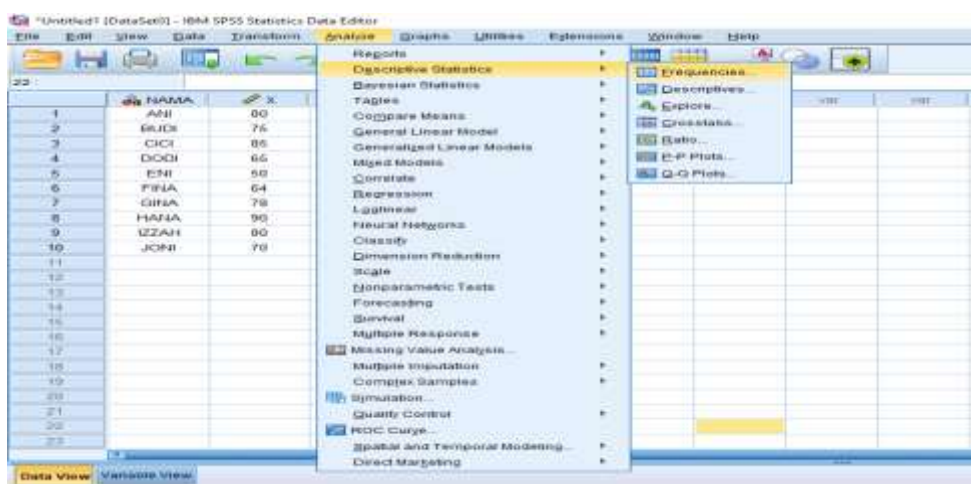 *Untitled1 [DataSet0] - IBM SPSS Statistics Data Editor
File Edit View Data Transform Analyze Graphs Utilities Extensions Window Help
22 :
NAMA X var var
1 ANI 80
2 BUDI 75
3 CICI 85
4 DODI 65
5 ENI 50
6 FINA 64
7 GINA 78
8 HANA 90
9 IZZAH 80
10 JONI 70
11
12
13
14
15
16
17
18
19
20
21
22
23
Reports
Descriptive Statistics
Bayesian Statistics
Tables
Compare Means
General Linear Model
Generalized Linear Models
Mixed Models
Correlate
Regression
Loglinear
Neural Networks
Classify
Dimension Reduction
Scale
Nonparametric Tests
Forecasting
Survival
Multiple Response
Missing Value Analysis...
Multiple Imputation
Complex Samples
Simulation...
Quality Control
ROC Curve...
Spatial and Temporal Modeling...
Direct Marketing
Frequencies...
Descriptives...
Explore...
Crosstabs...
Ratio...
P-P Plots...
Q-Q Plots...
Data View Variable View